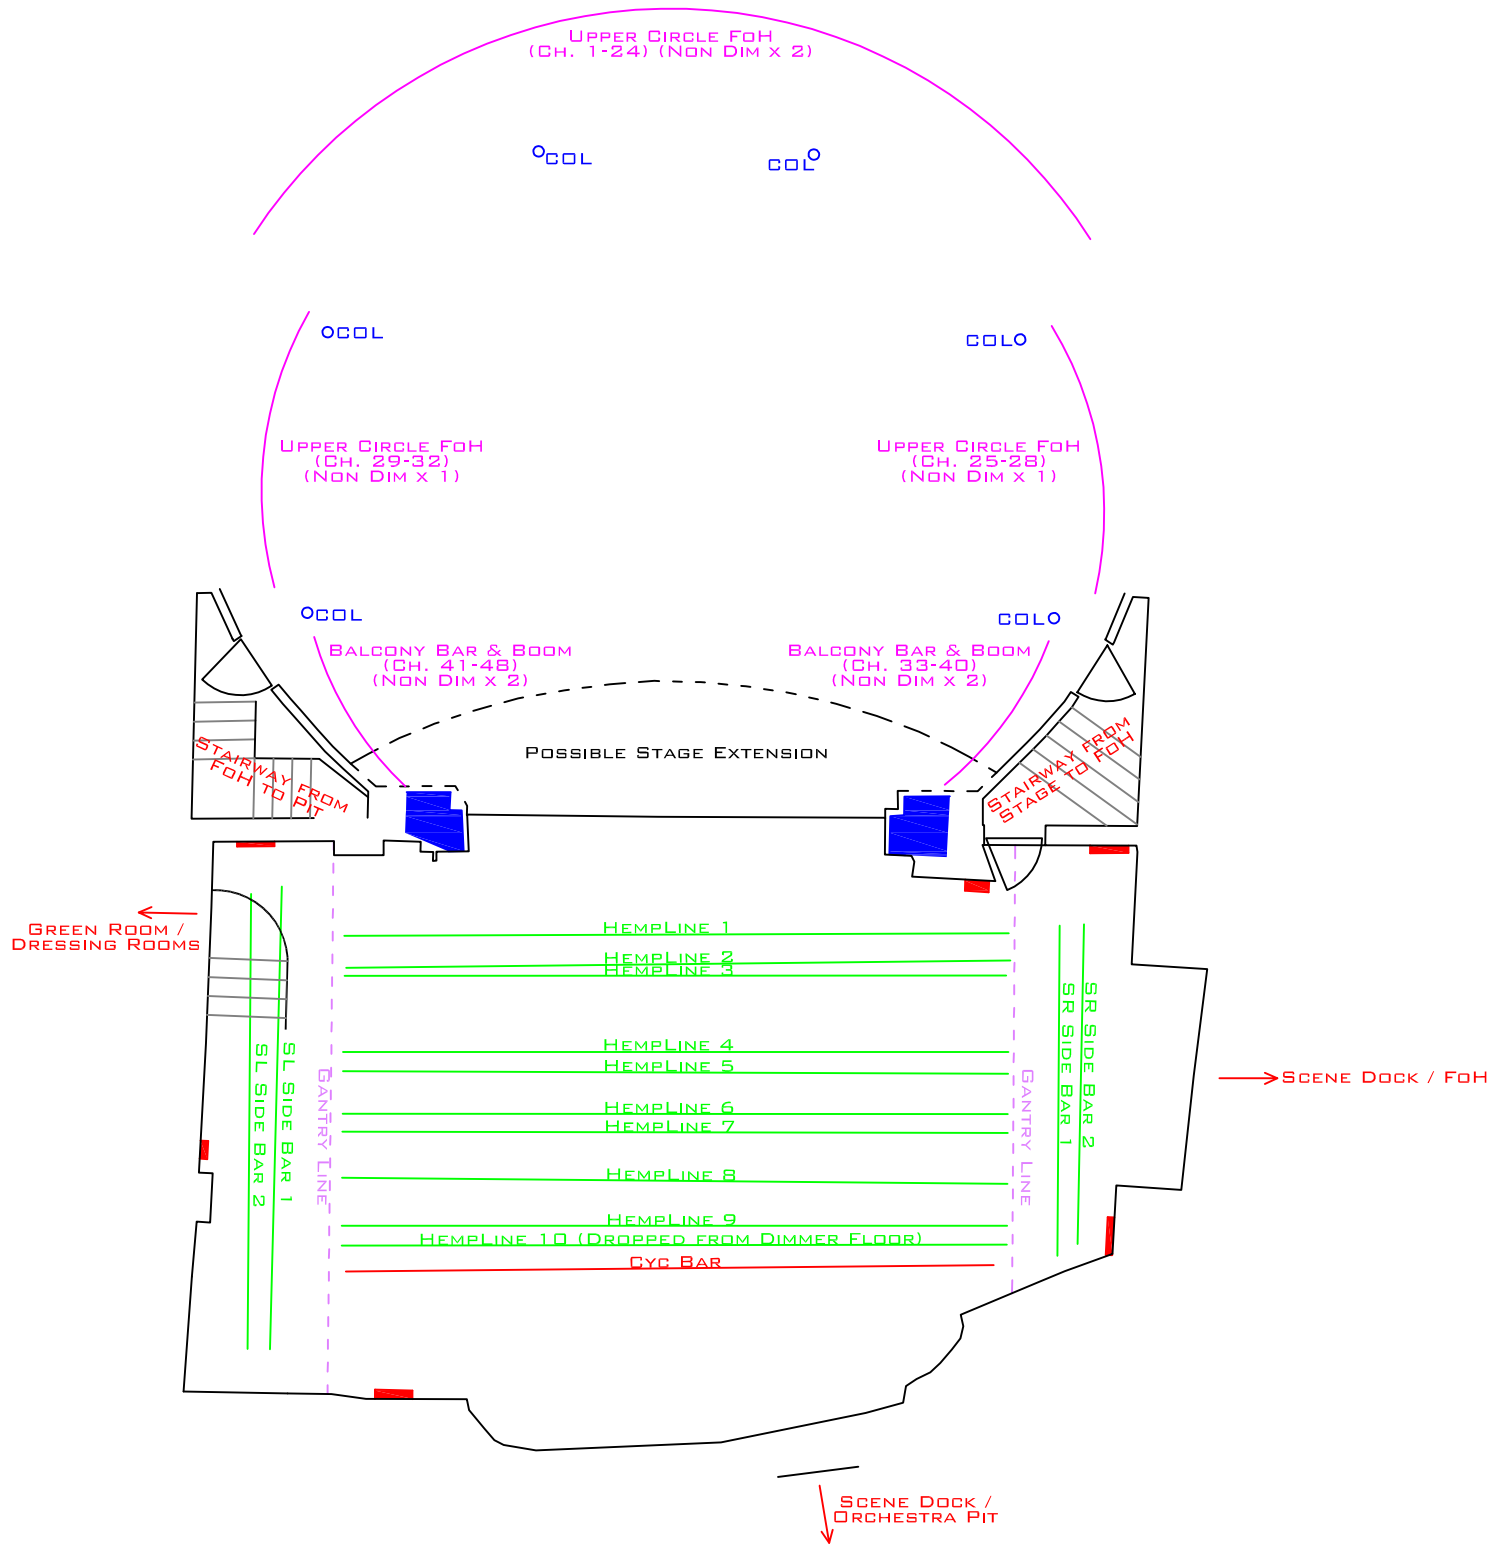 Upper Circle FoH
(Ch. 1-24) (Non Dim x 2)
COL
COL
COL
COL
Upper Circle FoH
(Ch. 29-32)
(Non Dim x 1)
Upper Circle FoH
(Ch. 25-28)
(Non Dim x 1)
COL
COL
Balcony Bar & Boom
(Ch. 41-48)
(Non Dim x 2)
Balcony Bar & Boom
(Ch. 33-40)
(Non Dim x 2)
Possible Stage Extension
Stairway from
FoH to Pit
Stairway from
Stage to FoH
Green Room /
Dressing Rooms
HempLine 1
HempLine 2
HempLine 3
HempLine 4
HempLine 5
HempLine 6
HempLine 7
HempLine 8
HempLine 9
HempLine 10 (Dropped from Dimmer Floor)
Cyc Bar
SL Side Bar 2
SL Side Bar 1
Gantry Line
Gantry Line
SR Side Bar 1
SR Side Bar 2
Scene Dock / FoH
Scene Dock /
Orchestra Pit